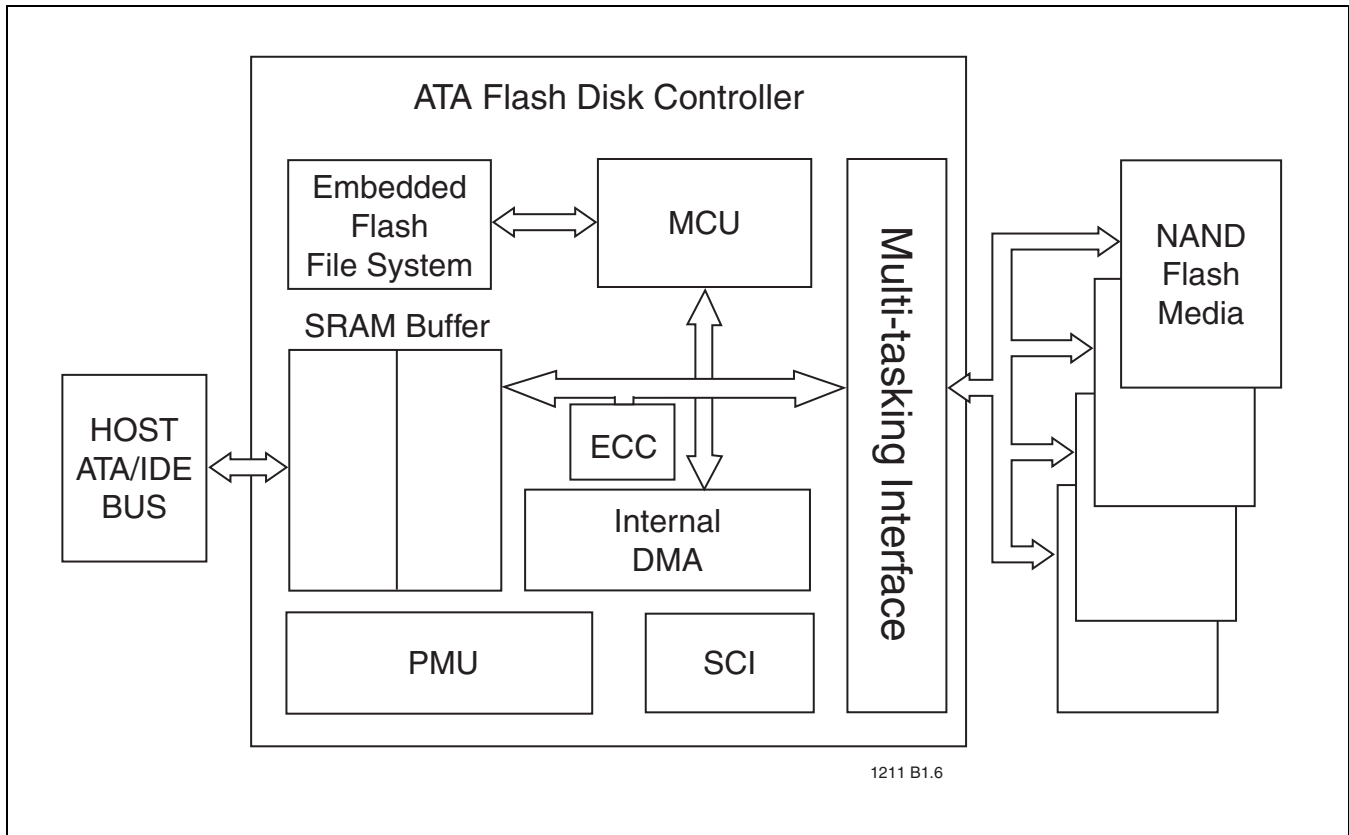 ATA Flash Disk Controller
Embedded
Flash
File System
MCU
Multi-tasking Interface
NAND
Flash
Media
SRAM Buffer
HOST
ATA/IDE
BUS
ECC
Internal
DMA
PMU
SCI
1211 B1.6